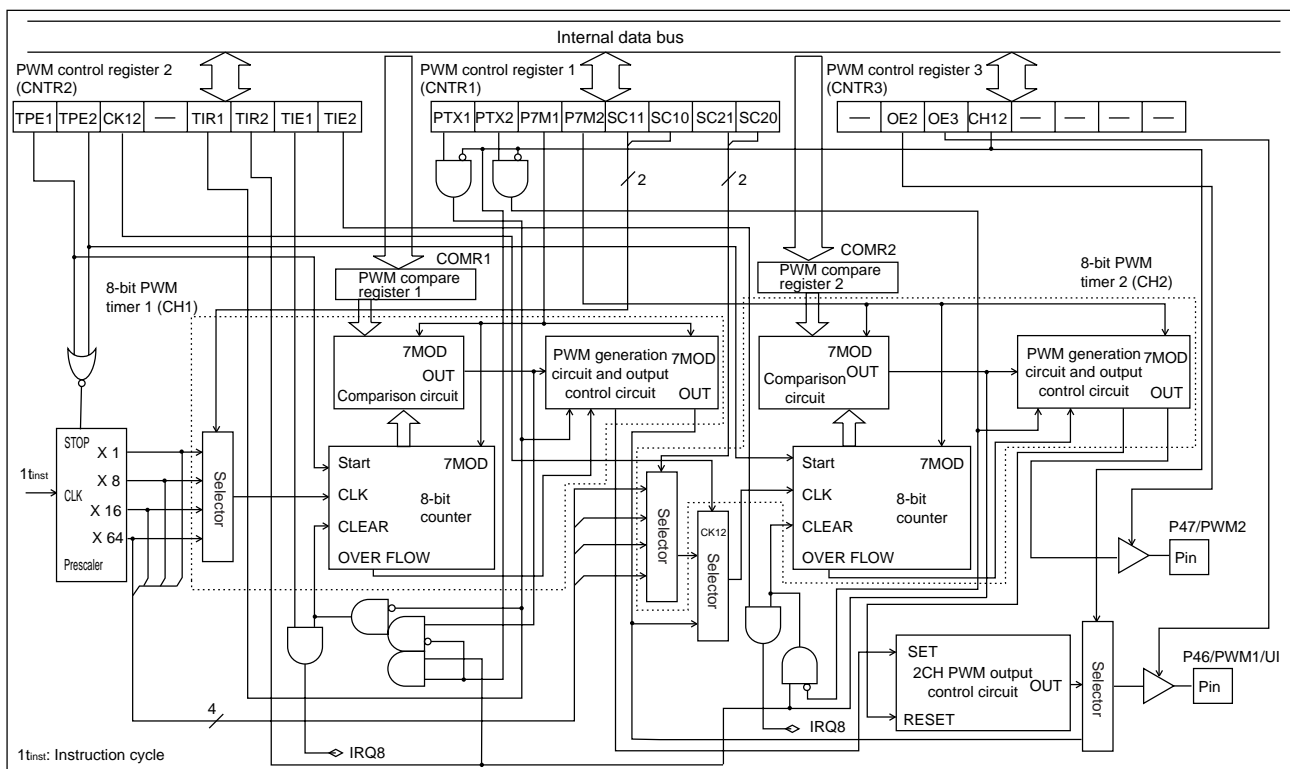 Internal data bus
PWM control register 2
(CNTR2)
PWM control register 1
(CNTR1)
PWM control register 3
(CNTR3)
TPE1 TPE2 CK12 — TIR1 TIR2 TIE1 TIE2
PTX1 PTX2 P7M1 P7M2 SC11 SC10 SC21 SC20
— OE2 OE3 CH12 — — — —
2
2
COMR1
COMR2
8-bit PWM
timer 1 (CH1)
PWM compare
register 1
PWM compare
register 2
8-bit PWM
timer 2 (CH2)
7MOD
OUT
Comparison circuit
PWM generation
circuit and output
control circuit
7MOD
OUT
7MOD
OUT
Comparison
circuit
PWM generation
circuit and output
control circuit
7MOD
OUT
1tinst
STOP
X 1
X 8
CLK
X 16
X 64
Prescaler
Selector
Start
7MOD
CLK
8-bit
counter
CLEAR
OVER FLOW
Selector
CK12
Selector
Start
7MOD
CLK
8-bit
counter
CLEAR
OVER FLOW
P47/PWM2
Pin
SET
2CH PWM output
control circuit
OUT
RESET
Selector
P46/PWM1/UI
Pin
4
IRQ8
IRQ8
1tinst: Instruction cycle